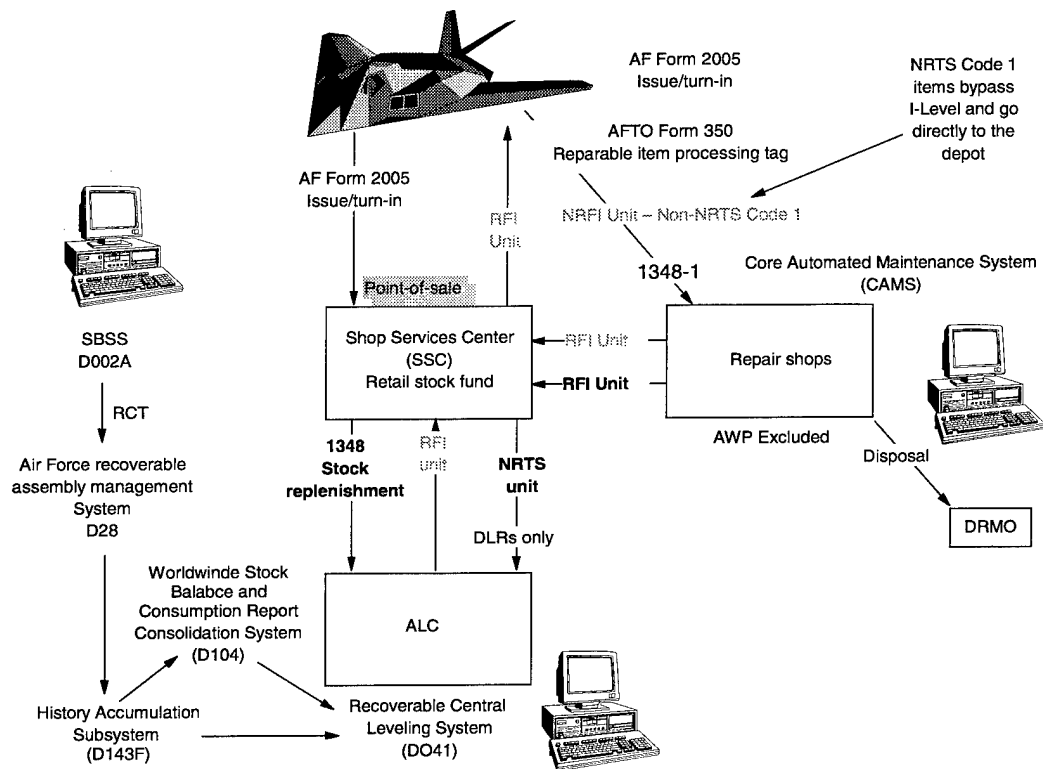 AF Form 2005
Issue/turn-in
NRTS Code 1
items bypass
I-Level and go
directly to the
depot
AFTO Form 350
Reparable item processing tag
AF Form 2005
Issue/turn-in
RFI
Unit
NRFI Unit – Non-NRTS Code 1
1348-1
Core Automated Maintenance System
(CAMS)
Point-of-sale
SBSS
D002A
Shop Services Center
(SSC)
Retail stock fund
RFI Unit
RFI Unit
Repair shops
RCT
AWP Excluded
Disposal
1348
Stock
replenishment
RFI
unit
NRTS
unit
DLRs only
DRMO
Air Force recoverable
assembly management
System
D28
Worldwinde Stock
Balabce and
Consumption Report
Consolidation System
(D104)
ALC
History Accumulation
Subsystem
(D143F)
Recoverable Central
Leveling System
(DO41)